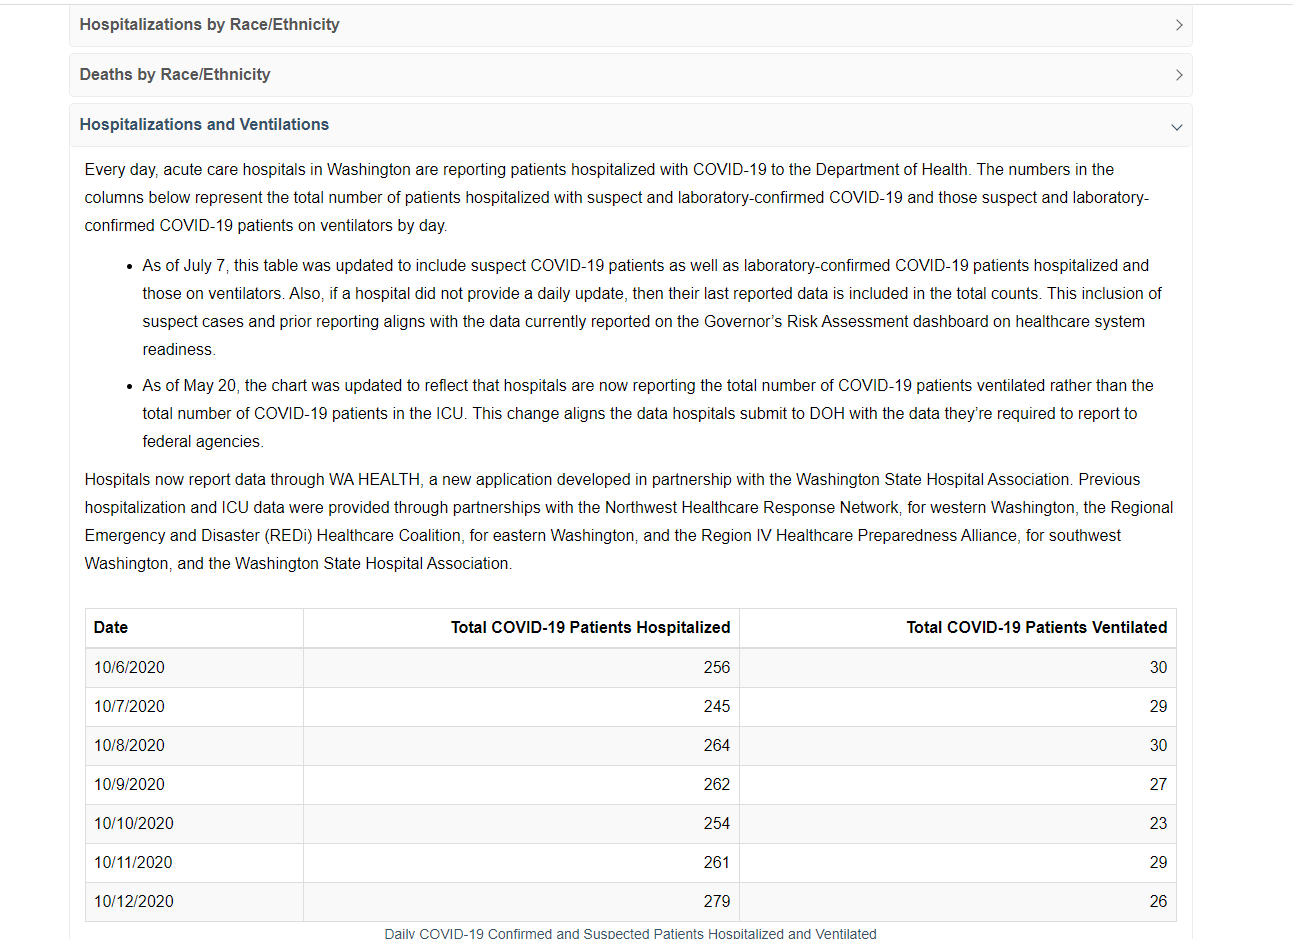 Hospitalizations by Race/Ethnicity
Deaths by Race/Ethnicity
Hospitalizations and Ventilations
Every day, acute care hospitals in Washington are reporting patients hospitalized with COVID-19 to the Department of Health. The numbers in the
columns below represent the total number of patients hospitalized with suspect and laboratory-confirmed COVID-19 and those suspect and laboratory-
confirmed COVID-19 patients on ventilators by day.
• As of July 7, this table was updated to include suspect COVID-19 patients as well as laboratory-confirmed COVID-19 patients hospitalized and
those on ventilators. Also, if a hospital did not provide a daily update, then their last reported data is included in the total counts. This inclusion of
suspect cases and prior reporting aligns with the data currently reported on the Governor’s Risk Assessment dashboard on healthcare system
readiness.
• As of May 20, the chart was updated to reflect that hospitals are now reporting the total number of COVID-19 patients ventilated rather than the
total number of COVID-19 patients in the ICU. This change aligns the data hospitals submit to DOH with the data they’re required to report to
federal agencies.
Hospitals now report data through WA HEALTH, a new application developed in partnership with the Washington State Hospital Association. Previous
hospitalization and ICU data were provided through partnerships with the Northwest Healthcare Response Network, for western Washington, the Regional
Emergency and Disaster (REDi) Healthcare Coalition, for eastern Washington, and the Region IV Healthcare Preparedness Alliance, for southwest
Washington, and the Washington State Hospital Association.
Date Total COVID-19 Patients Hospitalized Total COVID-19 Patients Ventilated
10/6/2020 256 30
10/7/2020 245 29
10/8/2020 264 30
10/9/2020 262 27
10/10/2020 254 23
10/11/2020 261 29
10/12/2020 279 26
Daily COVID-19 Confirmed and Suspected Patients Hospitalized and Ventilated